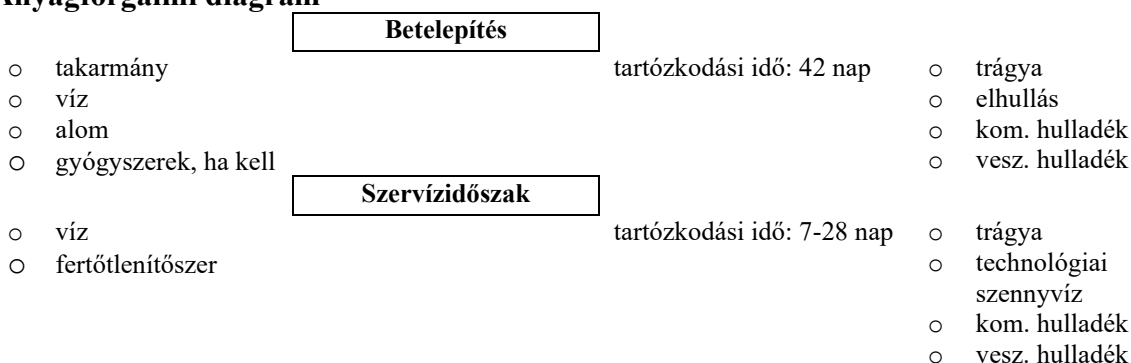 Anyagforgalmi diagram
Betelepítés
o takarmány tartózkodási idő: 42 nap o trágya
o víz o elhullás
o alom o kom. hulladék
o gyógyszerek, ha kell o vesz. hulladék
Szervízidőszak
o víz tartózkodási idő: 7-28 nap o trágya
o fertőtlenítőszer o technológiai
szennyvíz
o kom. hulladék
o vesz. hulladék